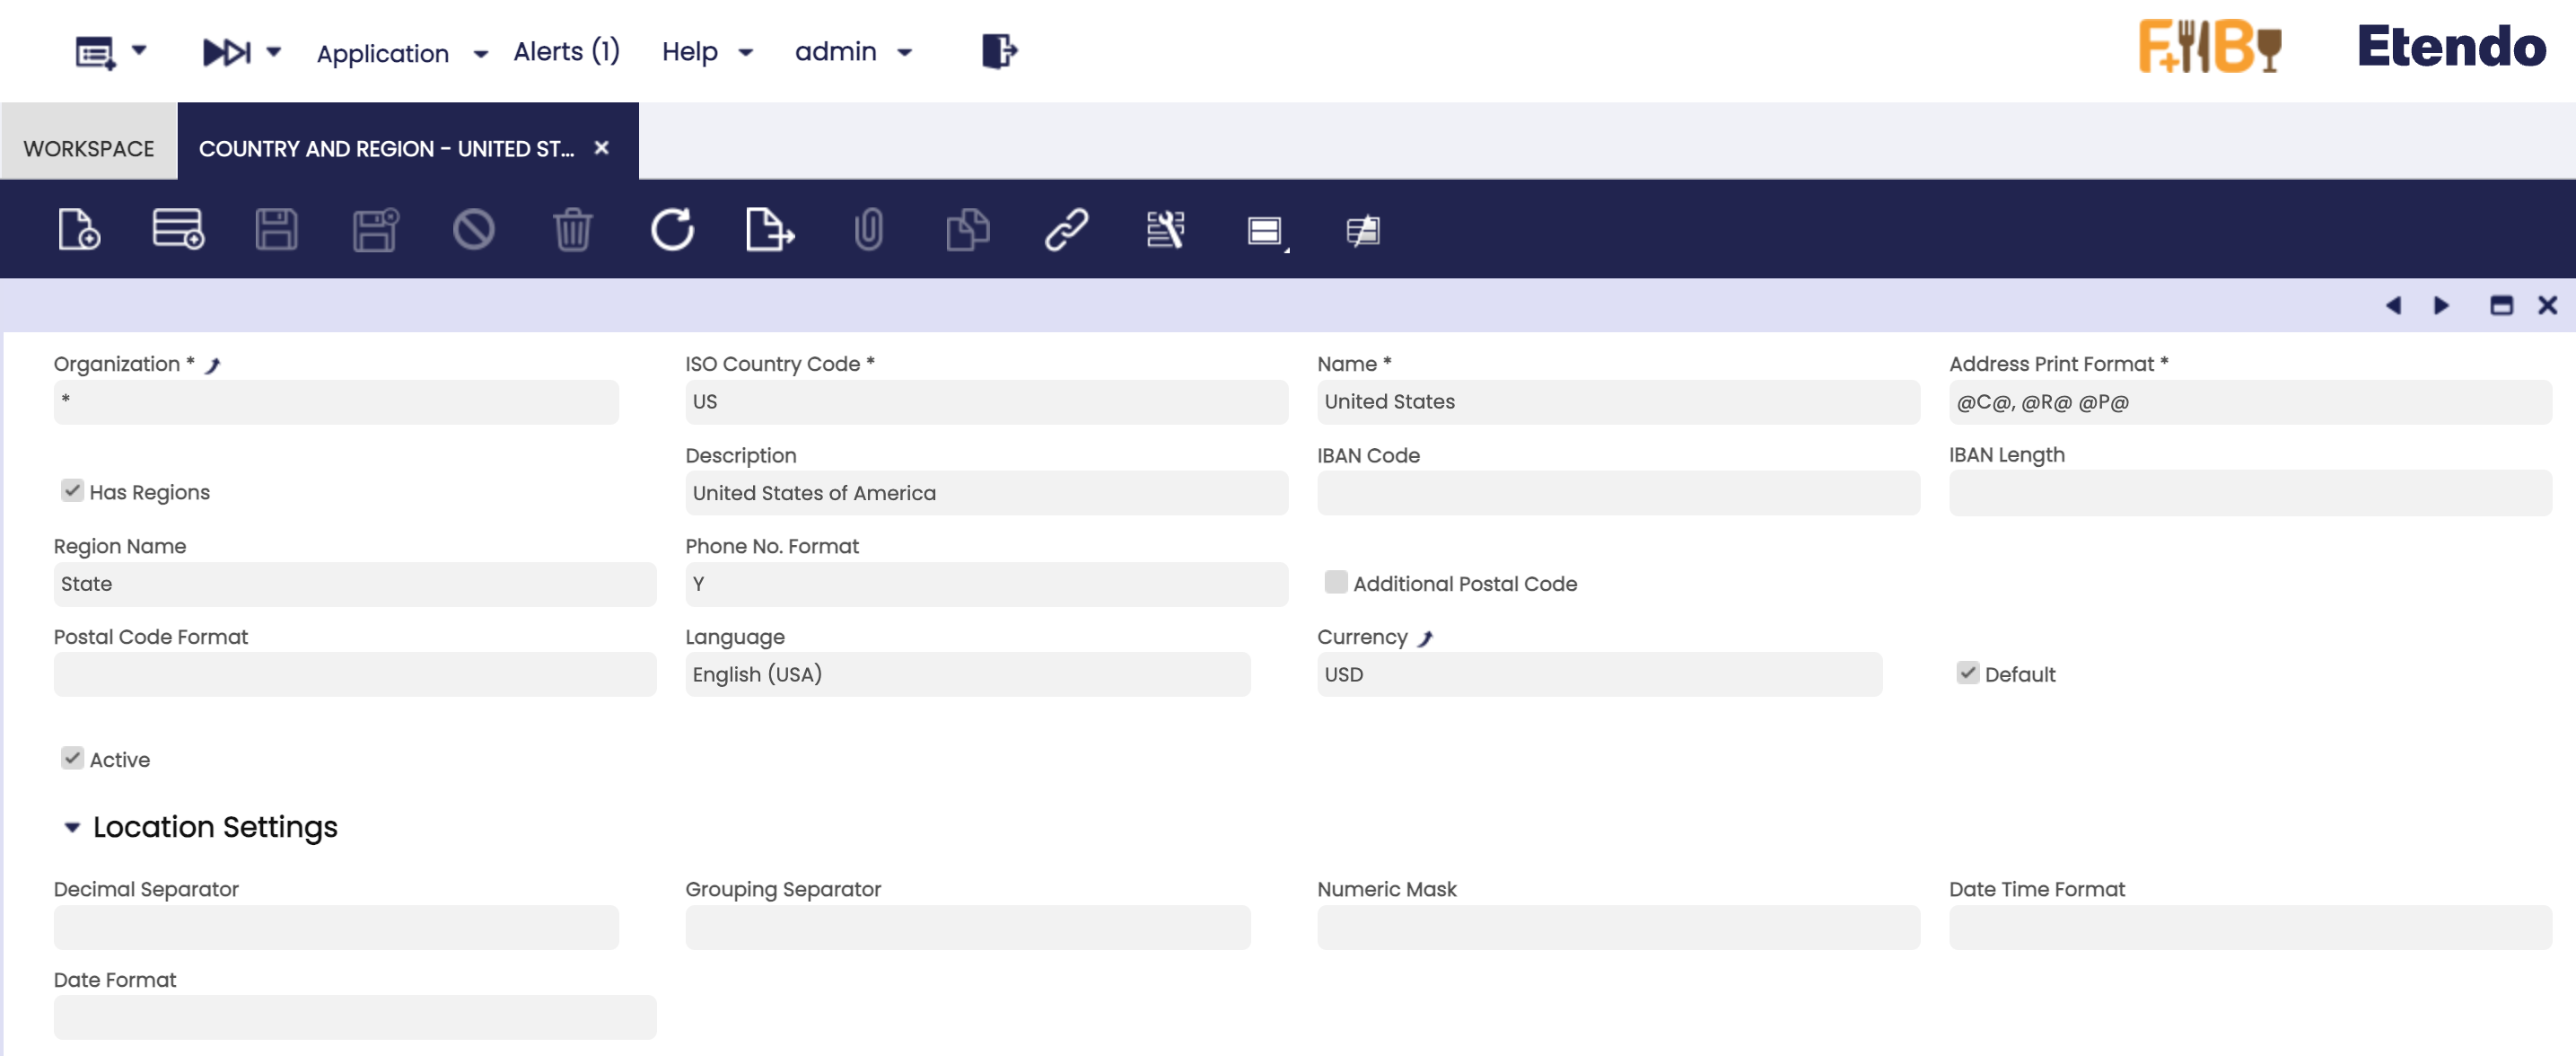 Application Alerts (1) Help admin F+B Etendo
WORKSPACE COUNTRY AND REGION - UNITED ST...
Organization * ISO Country Code * Name * Address Print Format *
* US United States @C@, @R@ @P@
Description IBAN Code IBAN Length
Has Regions United States of America
Region Name Phone No. Format
State Y Additional Postal Code
Postal Code Format Language Currency
English (USA) USD Default
Active
Location Settings
Decimal Separator Grouping Separator Numeric Mask Date Time Format
Date Format